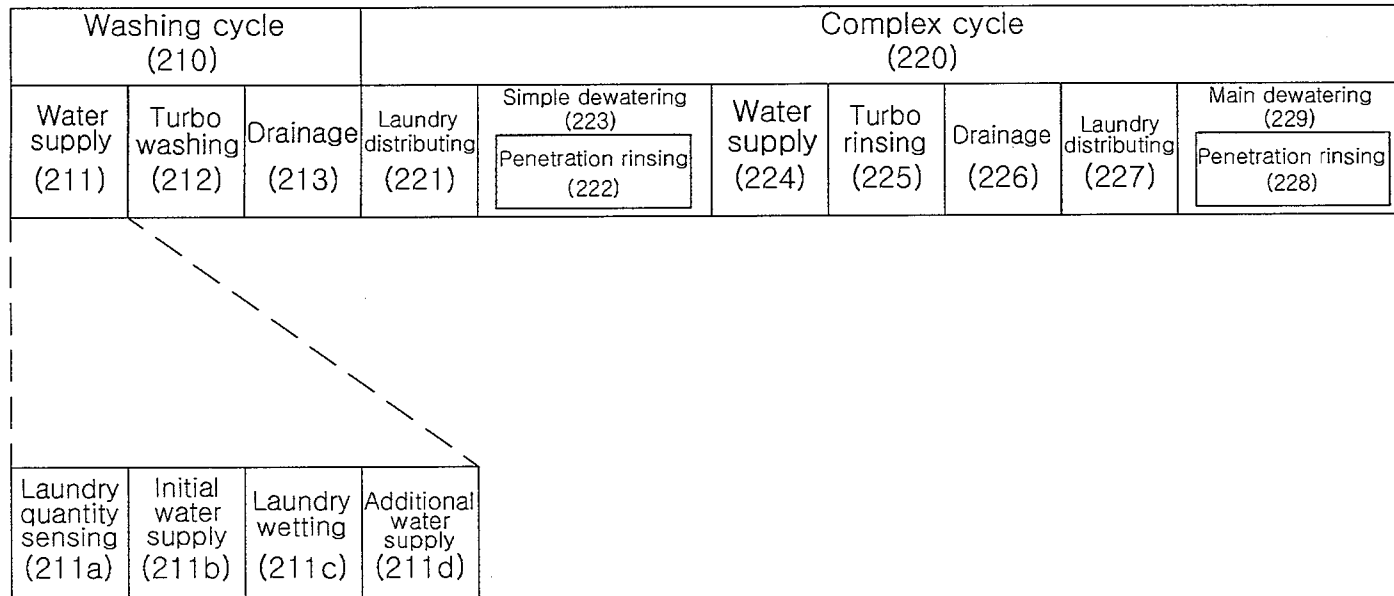 Washing cycle
(210)
Complex cycle
(220)
Water
supply
(211)
Turbo
washing
(212)
Drainage
(213)
Laundry
distributing
(221)
Simple dewatering
(223)
Penetration rinsing
(222)
Water
supply
(224)
Turbo
rinsing
(225)
Drainage
(226)
Laundry
distributing
(227)
Main dewatering
(229)
Penetration rinsing
(228)
Laundry
quantity
sensing
(211a)
Initial
water
supply
(211b)
Laundry
wetting
(211c)
Additional
water
supply
(211d)